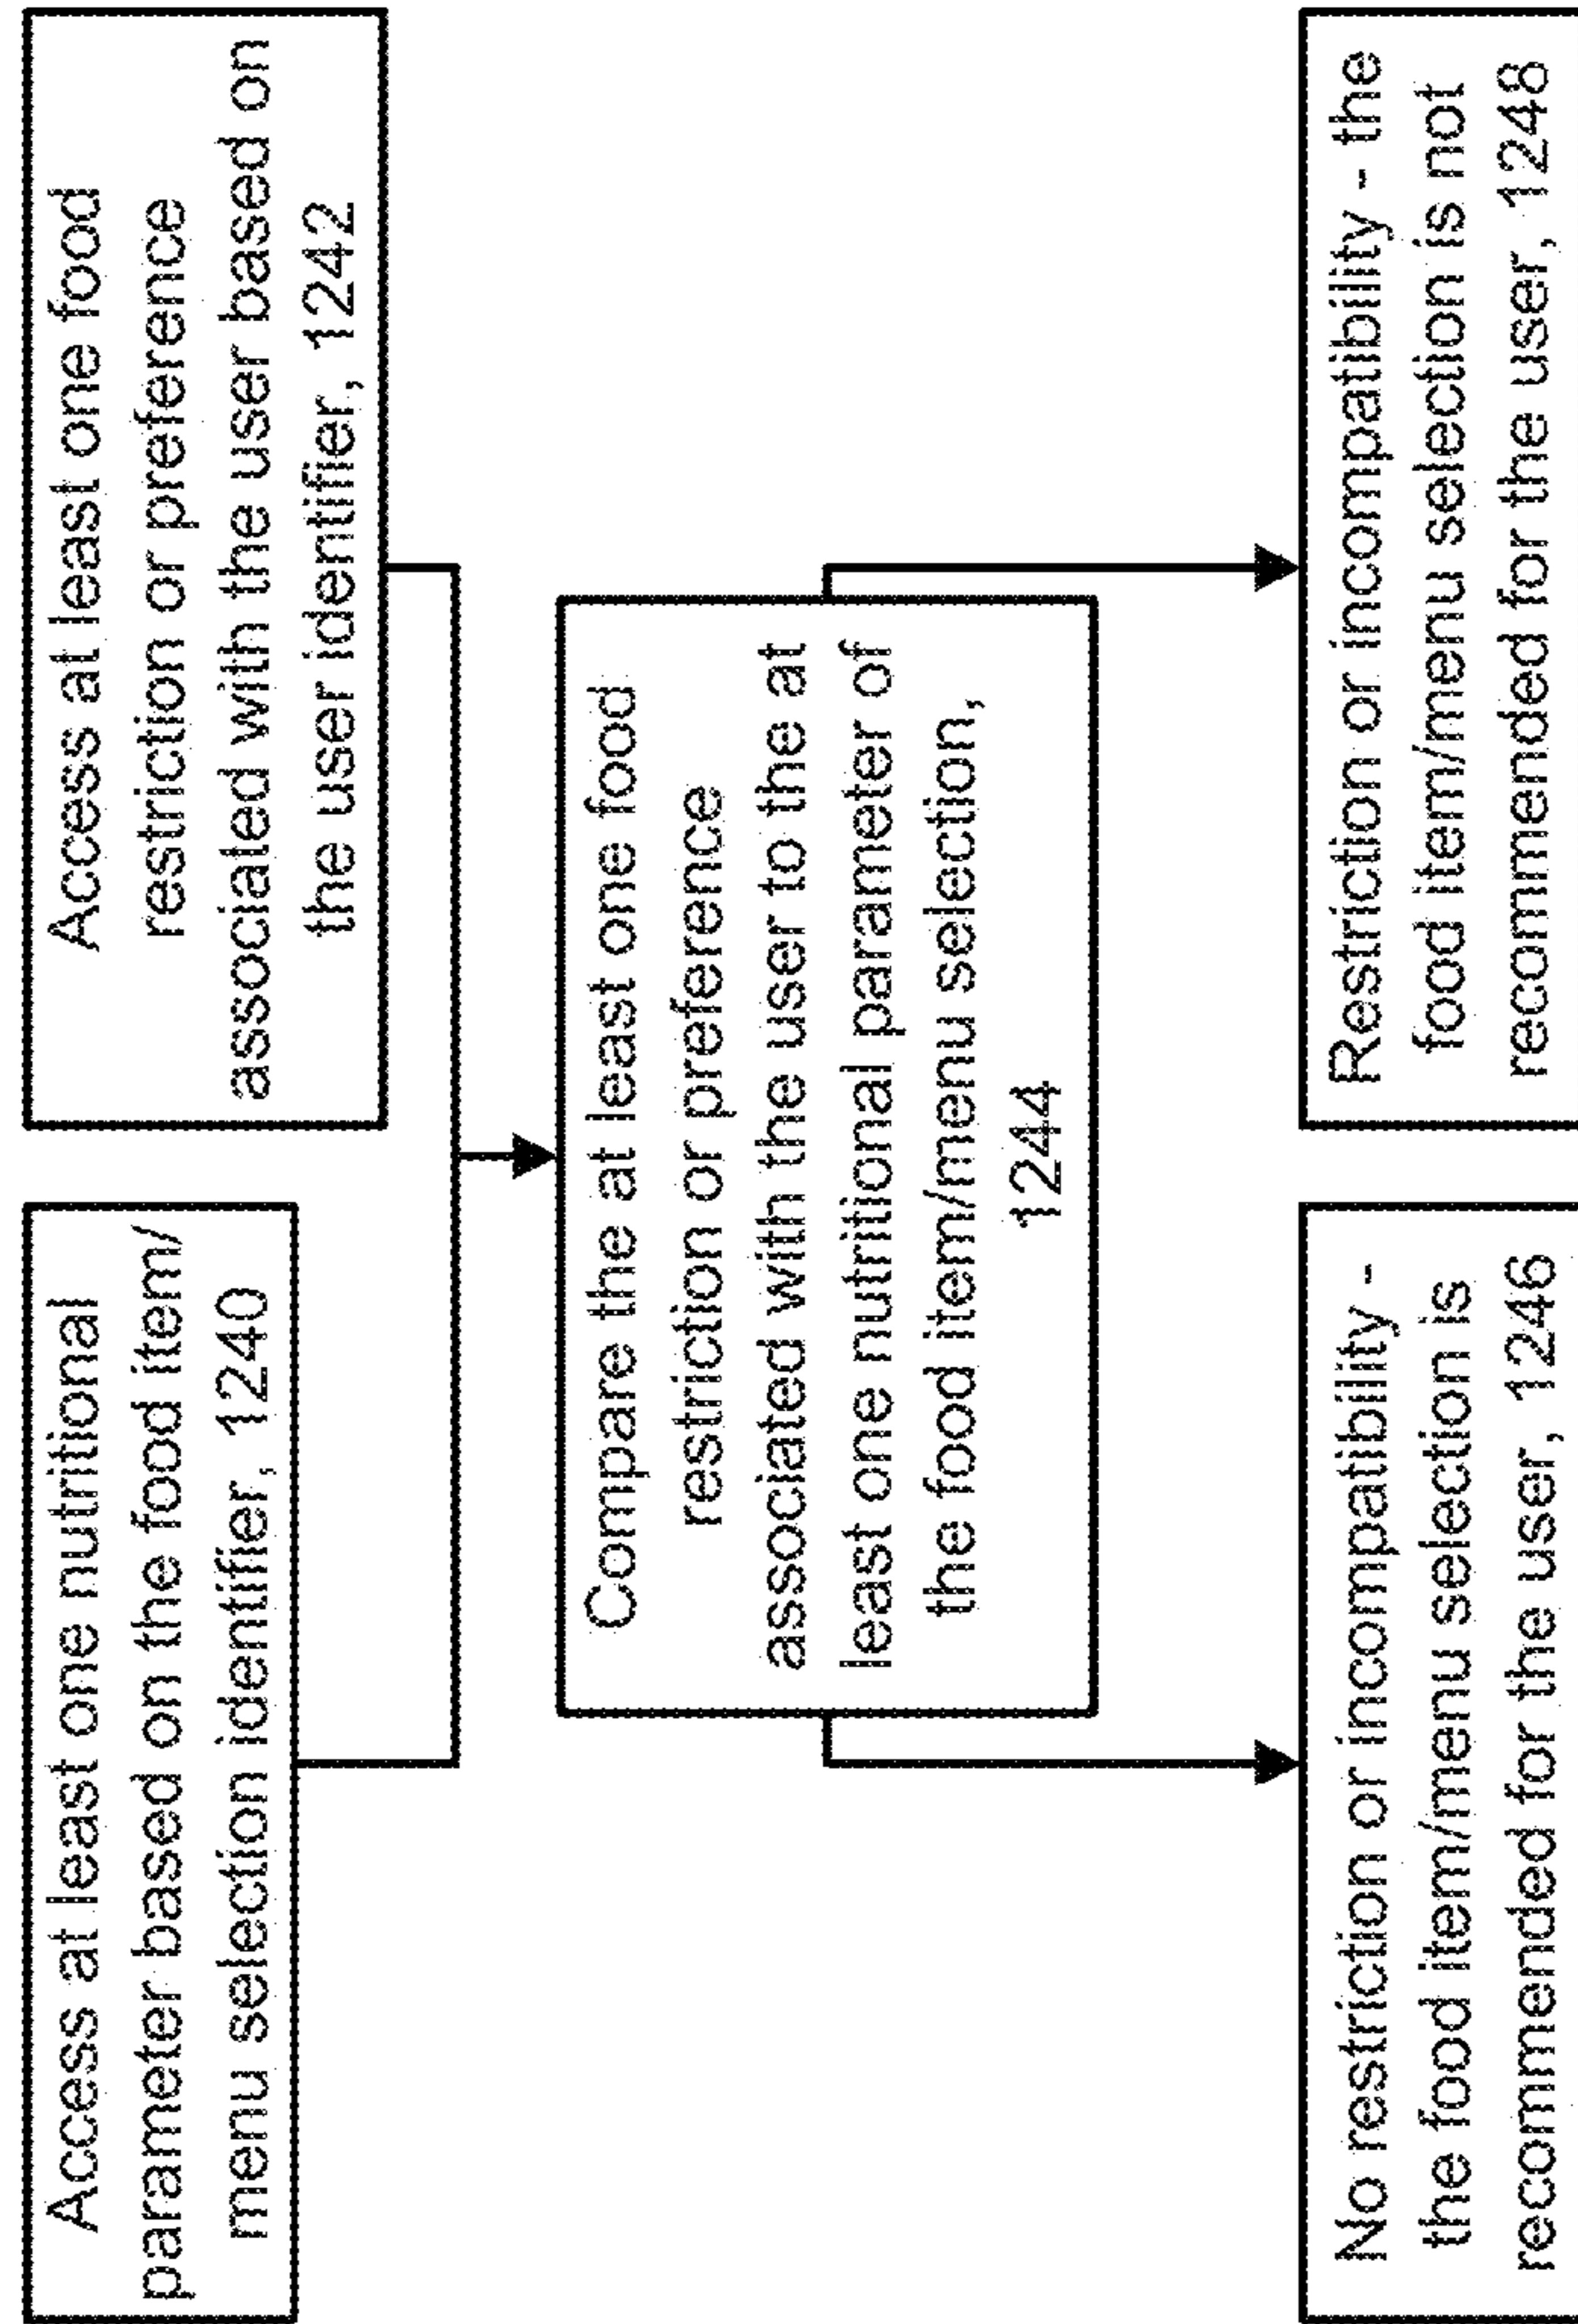 Access at least one nutritional
parameter based on the food item/
menu selection identifier, 1240
Access at least one food
restriction or preference
associated with the user based on
the user identifier, 1242
Compare the at least one food
restriction or preference
associated with the user to the at
least one nutritional parameter of
the food item/menu selection,
1244
No restriction or incompatibility -
the food item/menu selection is
recommended for the user, 1246
Restriction or incompatibility - the
food item/menu selection is not
recommended for the user, 1248